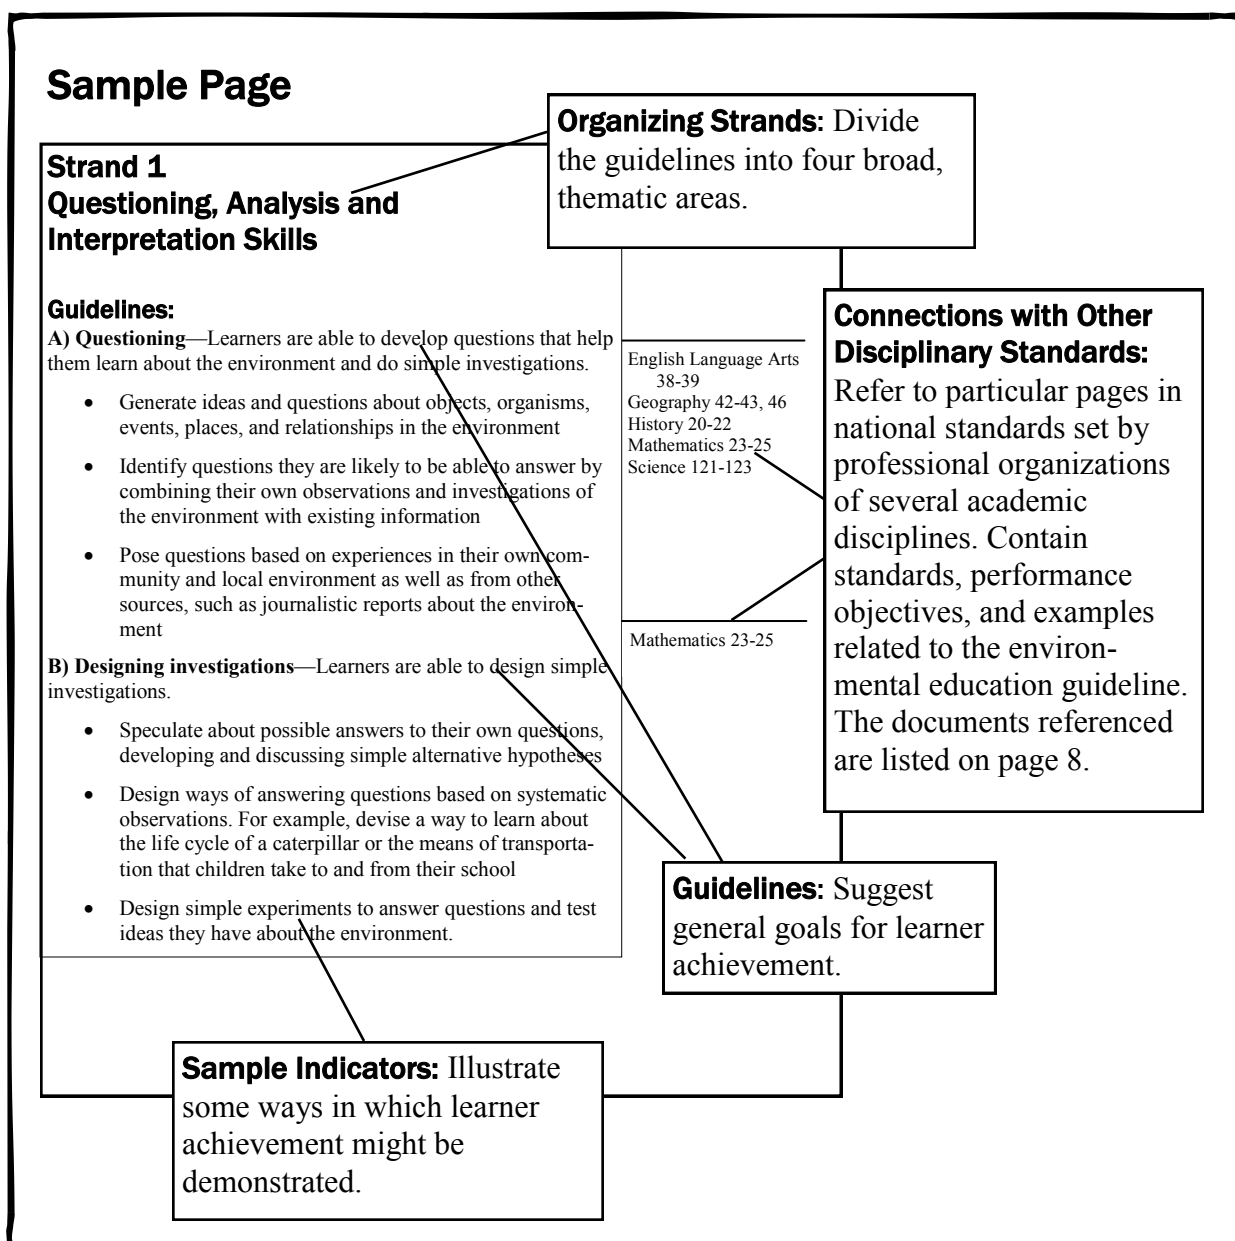 Sample Page
Organizing Strands: Divide
the guidelines into four broad,
thematic areas.
Strand 1
Questioning, Analysis and
Interpretation Skills
Guidelines:
A) Questioning—Learners are able to develop questions that help
them learn about the environment and do simple investigations.
• Generate ideas and questions about objects, organisms,
events, places, and relationships in the environment
• Identify questions they are likely to be able to answer by
combining their own observations and investigations of
the environment with existing information
• Pose questions based on experiences in their own com-
munity and local environment as well as from other
sources, such as journalistic reports about the environ-
ment
B) Designing investigations—Learners are able to design simple
investigations.
• Speculate about possible answers to their own questions,
developing and discussing simple alternative hypotheses
• Design ways of answering questions based on systematic
observations. For example, devise a way to learn about
the life cycle of a caterpillar or the means of transporta-
tion that children take to and from their school
• Design simple experiments to answer questions and test
ideas they have about the environment.
English Language Arts
38-39
Geography 42-43, 46
History 20-22
Mathematics 23-25
Science 121-123
Mathematics 23-25
Connections with Other
Disciplinary Standards:
Refer to particular pages in
national standards set by
professional organizations
of several academic
disciplines. Contain
standards, performance
objectives, and examples
related to the environ-
mental education guideline.
The documents referenced
are listed on page 8.
Guidelines: Suggest
general goals for learner
achievement.
Sample Indicators: Illustrate
some ways in which learner
achievement might be
demonstrated.